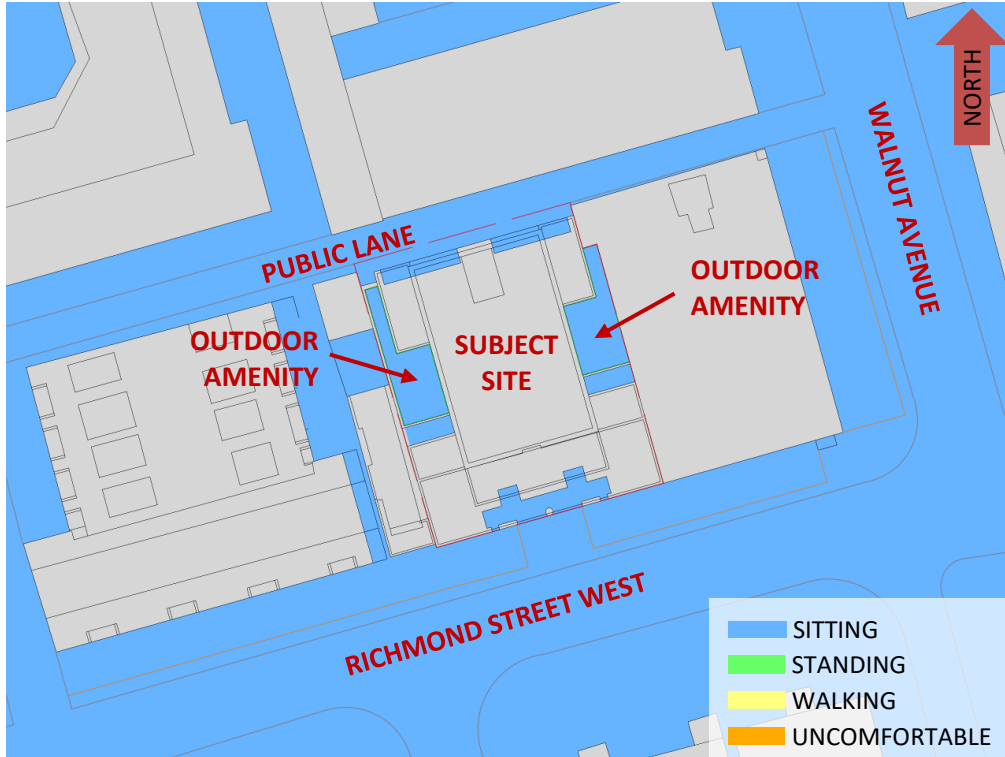 NORTH
WALNUT AVENUE
PUBLIC LANE
OUTDOOR
AMENITY
OUTDOOR
AMENITY
SUBJECT
SITE
RICHMOND STREET WEST
SITTING
STANDING
WALKING
UNCOMFORTABLE